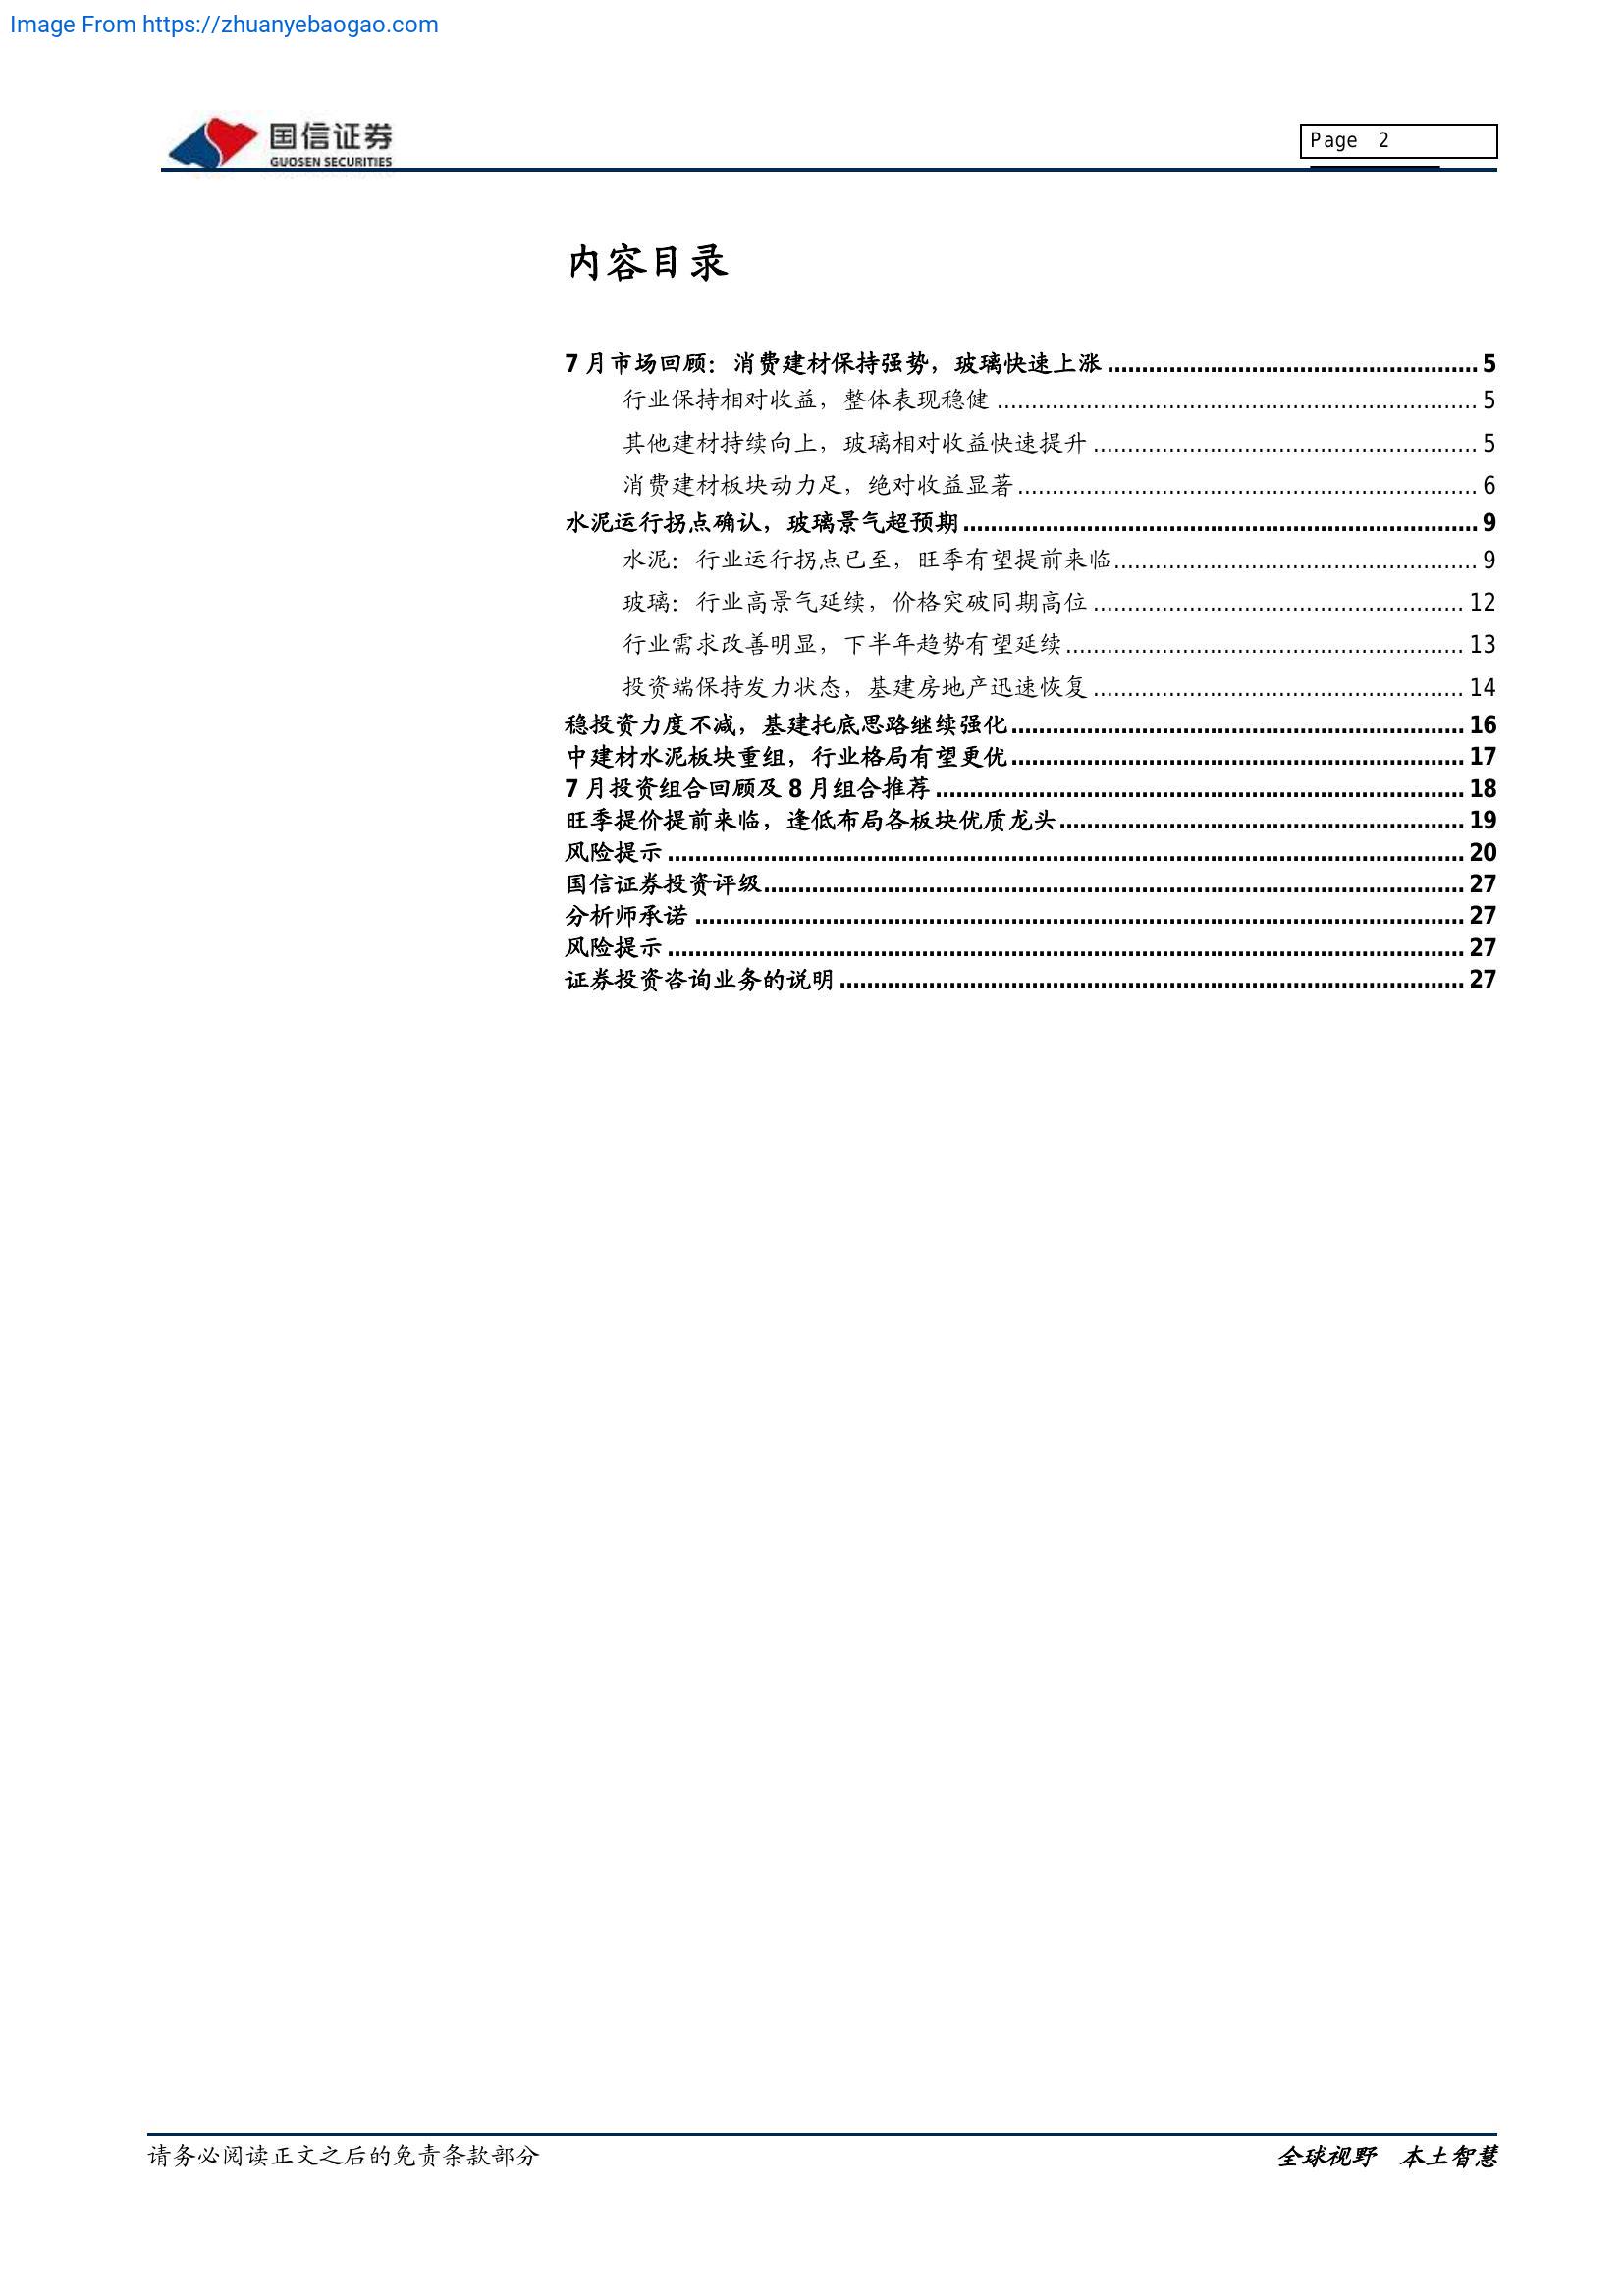 Image From https://zhuanyebaogao.com
国信证券
GUOSEN SECURITIES
Page 2
内容目录
7 月市场回顾：消费建材保持强势，玻璃快速上涨 ........................................................ 5
行业保持相对收益，整体表现稳健 ........................................................................ 5
其他建材持续向上，玻璃相对收益快速提升 ......................................................... 5
消费建材板块动力足，绝对收益显著 .................................................................... 6
水泥运行拐点确认，玻璃景气超预期 ............................................................................. 9
水泥：行业运行拐点已至，旺季有望提前来临 ...................................................... 9
玻璃：行业高景气延续，价格突破同期高位 ....................................................... 12
行业需求改善明显，下半年趋势有望延续 ........................................................... 13
投资端保持发力状态，基建房地产迅速恢复 ....................................................... 14
稳投资力度不减，基建托底思路继续强化 .................................................................... 16
中建材水泥板块重组，行业格局有望更优 .................................................................... 17
7 月投资组合回顾及 8 月组合推荐 ............................................................................... 18
旺季提价提前来临，逢低布局各板块优质龙头 ............................................................. 19
风险提示 ...................................................................................................................... 20
国信证券投资评级 ........................................................................................................ 27
分析师承诺 .................................................................................................................. 27
风险提示 ...................................................................................................................... 27
证券投资咨询业务的说明 ............................................................................................. 27
请务必阅读正文之后的免责条款部分
全球视野 本土智慧